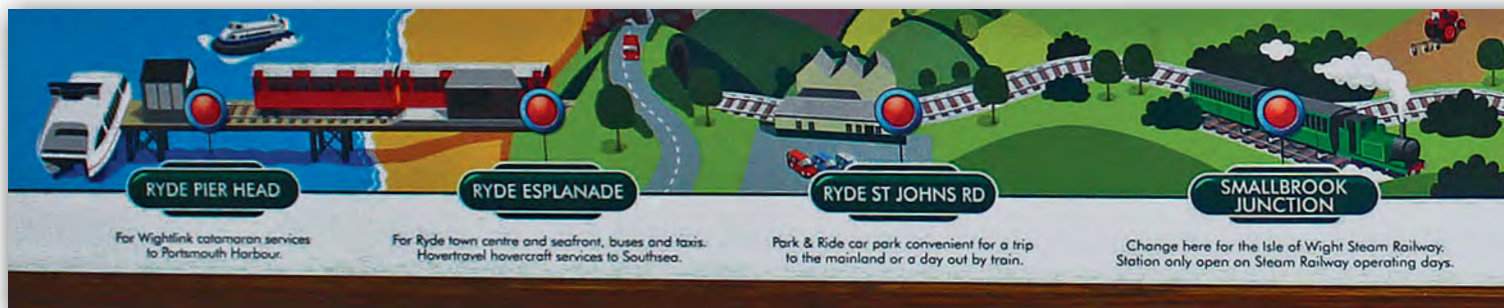 RYDE PIER HEAD
For Wightlink catamaran services
to Portsmouth Harbour.
RYDE ESPLANADE
For Ryde town centre and seafront, buses and taxis.
Hovertravel hovercraft services to Southsea.
RYDE ST JOHNS RD
Park & Ride car park convenient for a trip
to the mainland or a day out by train.
SMALLBROOK
JUNCTION
Change here for the Isle of Wight Steam Railway.
Station only open on Steam Railway operating days.